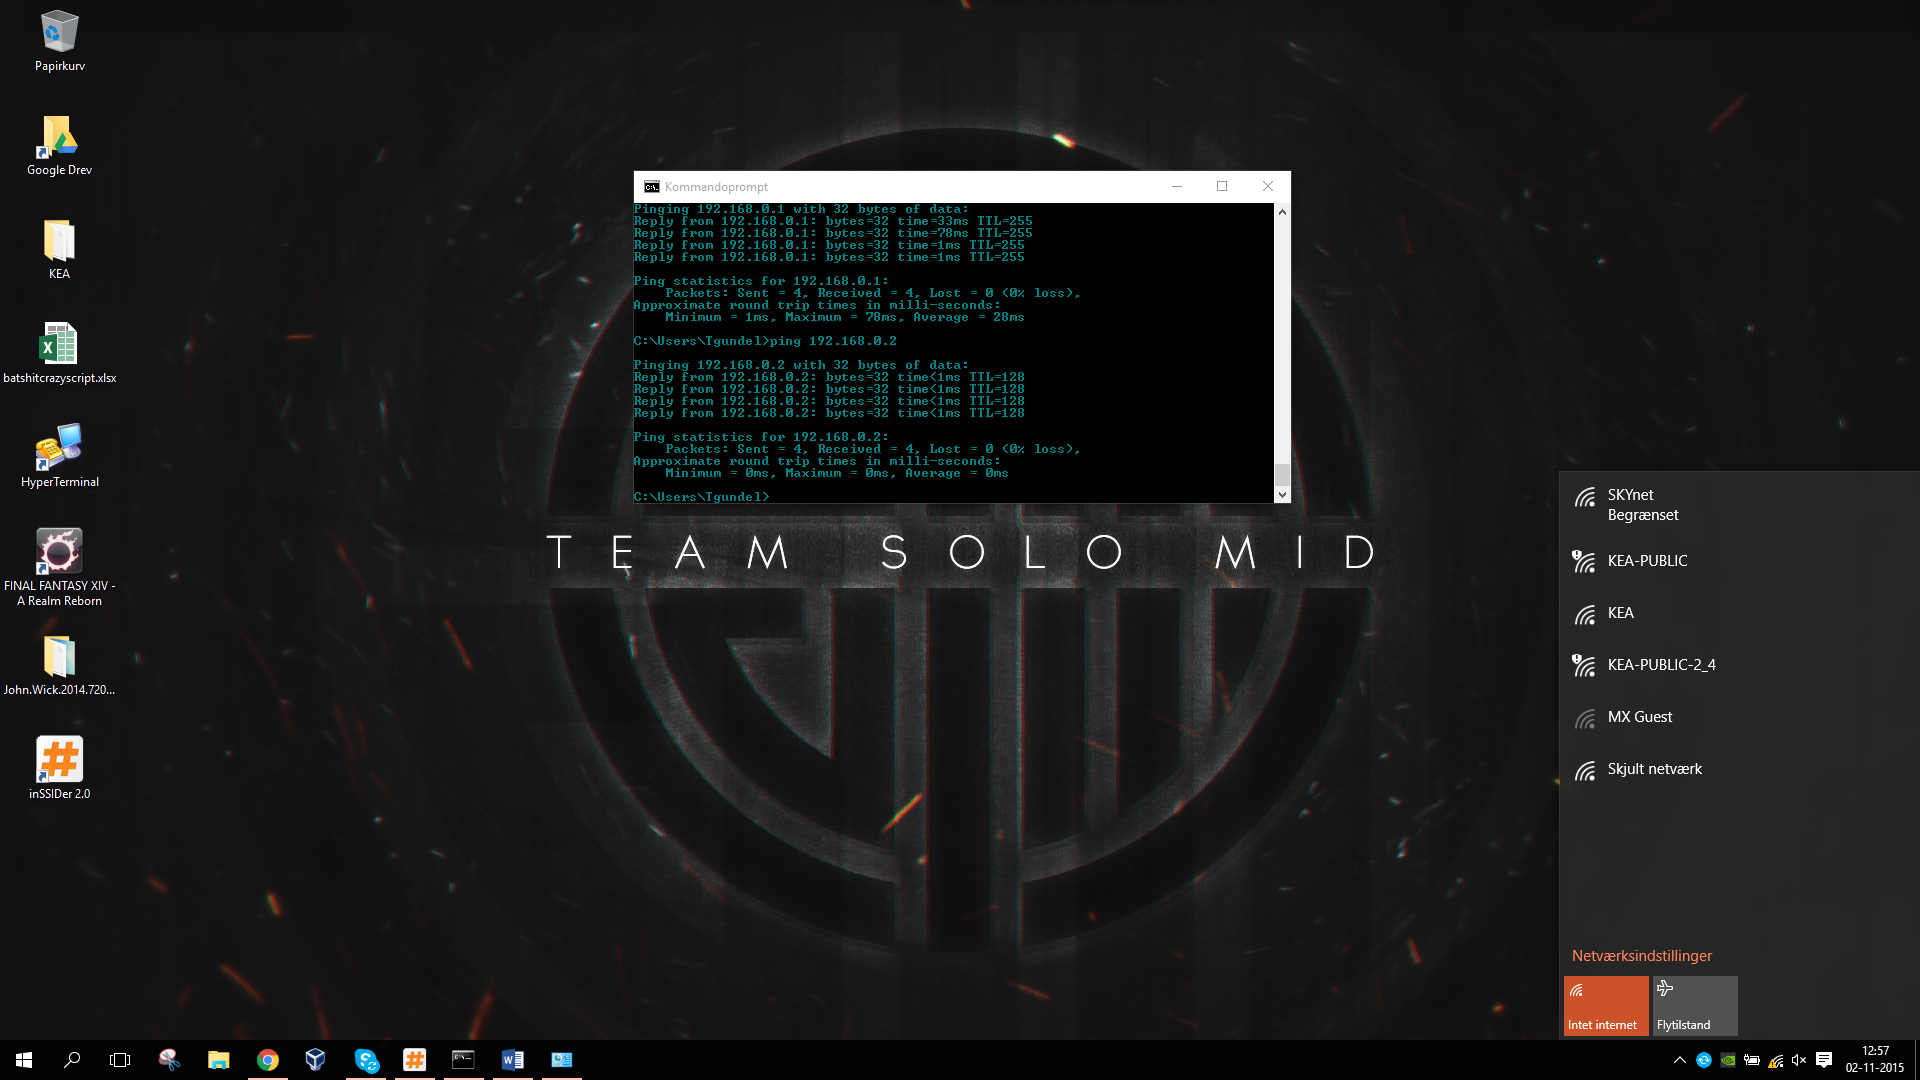 Papirkurv
Google Drev
KEA
batshitcrazyscript.xlsx
HyperTerminal
FINAL FANTASY XIV -
A Realm Reborn
John.Wick.2014.720...
inSSIDer 2.0
Kommandoprompt
Pinging 192.168.0.1 with 32 bytes of data:
Reply from 192.168.0.1: bytes=32 time=33ms TTL=255
Reply from 192.168.0.1: bytes=32 time=78ms TTL=255
Reply from 192.168.0.1: bytes=32 time=1ms TTL=255
Reply from 192.168.0.1: bytes=32 time=1ms TTL=255
Ping statistics for 192.168.0.1:
Packets: Sent = 4, Received = 4, Lost = 0 (0% loss),
Approximate round trip times in milli-seconds:
Minimum = 1ms, Maximum = 78ms, Average = 28ms
C:\Users\Tgundel>ping 192.168.0.2
Pinging 192.168.0.2 with 32 bytes of data:
Reply from 192.168.0.2: bytes=32 time<1ms TTL=128
Reply from 192.168.0.2: bytes=32 time<1ms TTL=128
Reply from 192.168.0.2: bytes=32 time<1ms TTL=128
Reply from 192.168.0.2: bytes=32 time<1ms TTL=128
Ping statistics for 192.168.0.2:
Packets: Sent = 4, Received = 4, Lost = 0 (0% loss),
Approximate round trip times in milli-seconds:
Minimum = 0ms, Maximum = 0ms, Average = 0ms
C:\Users\Tgundel>
TEAM SOLO MID
SKYnet
Begrænset
KEA-PUBLIC
KEA
KEA-PUBLIC-2_4
MX Guest
Skjult netværk
Netværksindstillinger
Intet internet
Flytilstand
12:57
02-11-2015